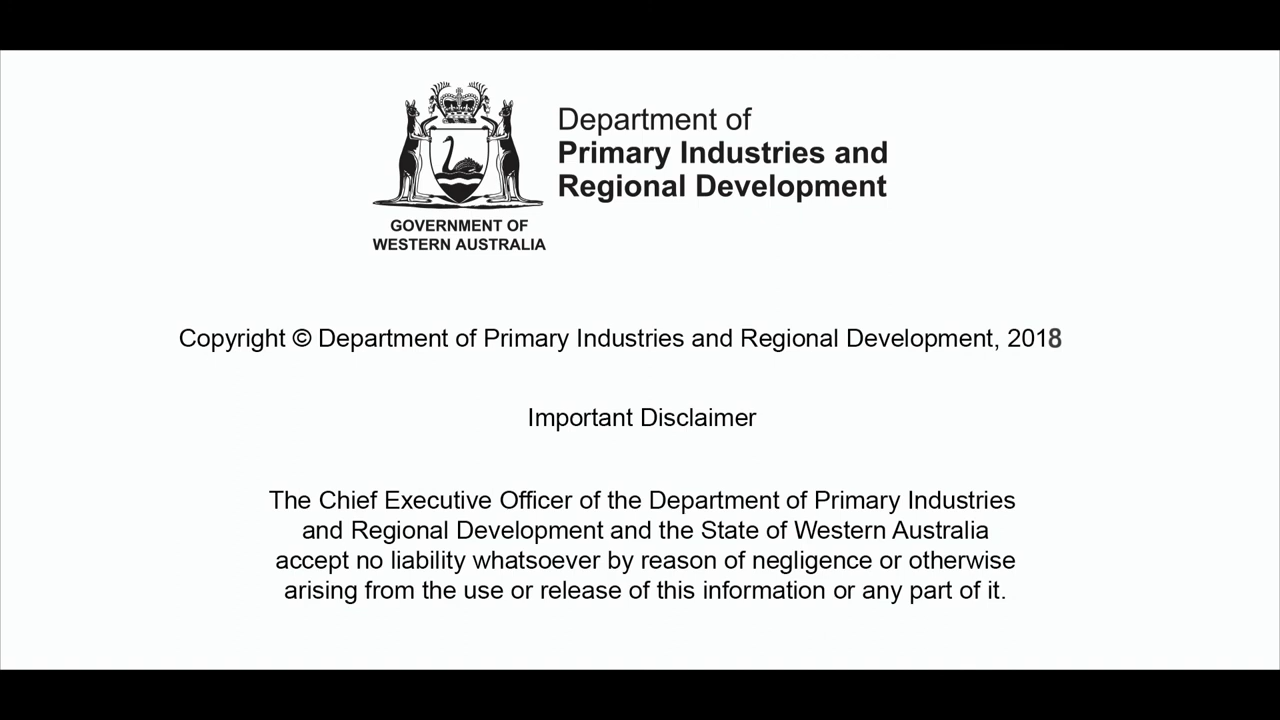 Department of
Primary Industries and
Regional Development
GOVERNMENT OF
WESTERN AUSTRALIA
Copyright © Department of Primary Industries and Regional Development, 2018
Important Disclaimer
The Chief Executive Officer of the Department of Primary Industries
and Regional Development and the State of Western Australia
accept no liability whatsoever by reason of negligence or otherwise
arising from the use or release of this information or any part of it.